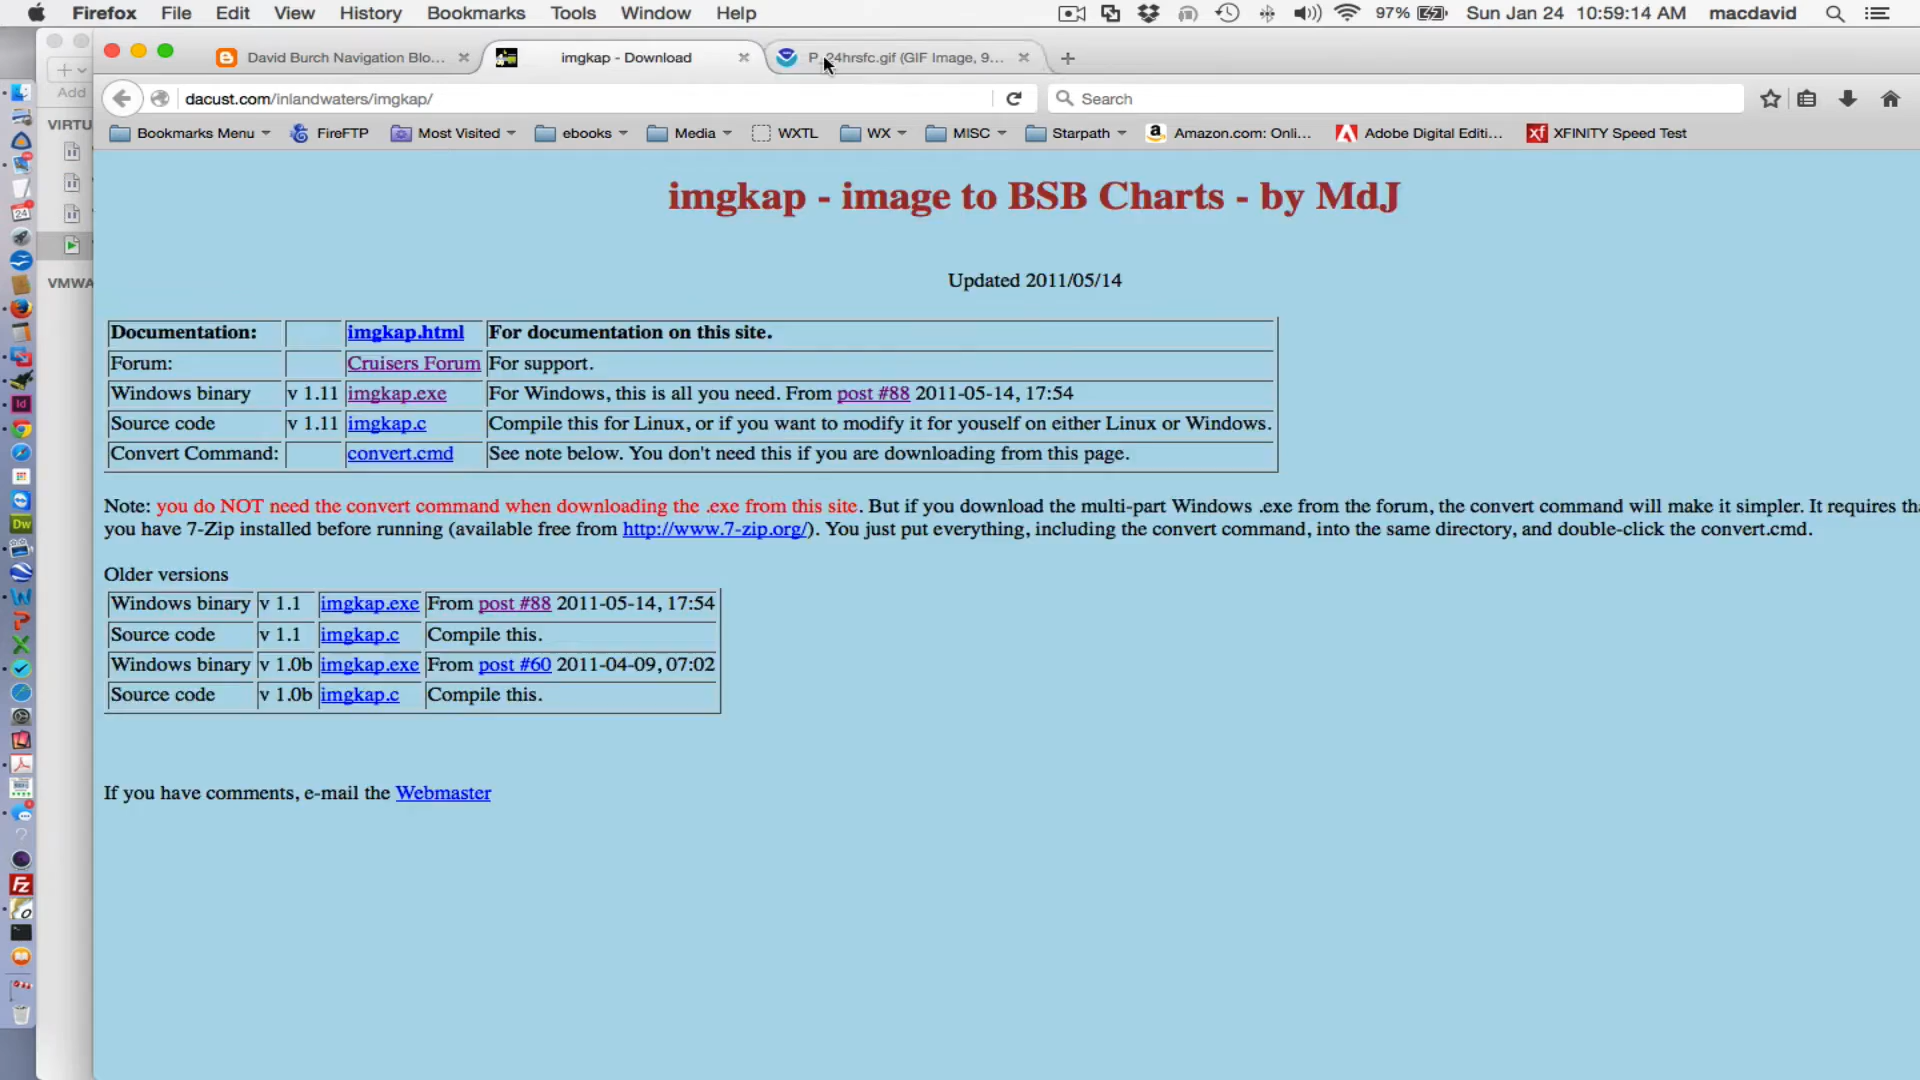 Firefox File Edit View History Bookmarks Tools Window Help 97% Sun Jan 24 10:59:14 AM macdavid
David Burch Navigation Blo... imgkap - Download P_24hrsfc.gif (GIF Image, 9...
Add
dacust.com/inlandwaters/imgkap/ Search
VIRTU
Bookmarks Menu FireFTP Most Visited ebooks Media WXTL WX MISC Starpath Amazon.com: Onli... Adobe Digital Editi... XFINITY Speed Test
VMWA
imgkap - image to BSB Charts - by MdJ
Updated 2011/05/14
Documentation: imgkap.html For documentation on this site.
Forum: Cruisers Forum For support.
Windows binary v 1.11 imgkap.exe For Windows, this is all you need. From post #88 2011-05-14, 17:54
Source code v 1.11 imgkap.c Compile this for Linux, or if you want to modify it for youself on either Linux or Windows.
Convert Command: convert.cmd See note below. You don't need this if you are downloading from this page.
Note: you do NOT need the convert command when downloading the .exe from this site. But if you download the multi-part Windows .exe from the forum, the convert command will make it simpler. It requires tha
you have 7-Zip installed before running (available free from http://www.7-zip.org/). You just put everything, including the convert command, into the same directory, and double-click the convert.cmd.
Older versions
Windows binary v 1.1 imgkap.exe From post #88 2011-05-14, 17:54
Source code v 1.1 imgkap.c Compile this.
Windows binary v 1.0b imgkap.exe From post #60 2011-04-09, 07:02
Source code v 1.0b imgkap.c Compile this.
If you have comments, e-mail the Webmaster